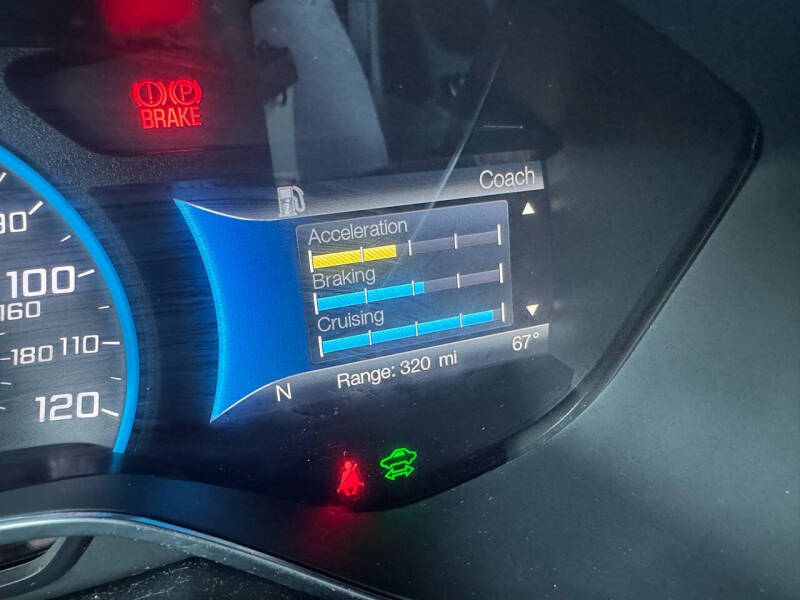 P
BRAKE
Coach
Acceleration
Braking
Cruising
Range: 320 mi
67°
N
90
100
160
180
110
120